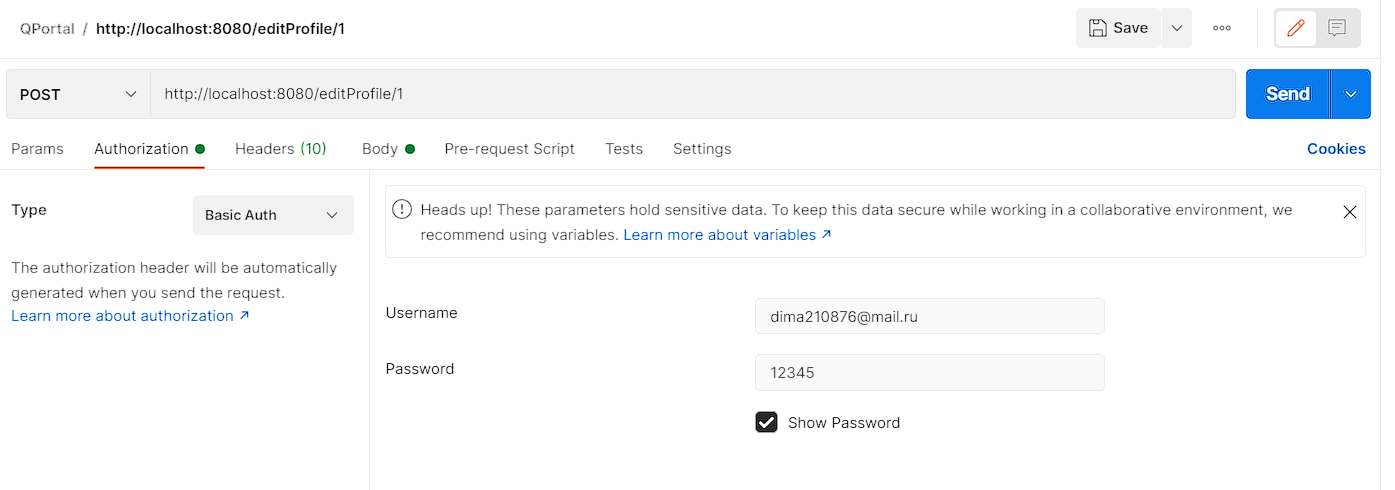 QPortal / http://localhost:8080/editProfile/1
Save
POST
http://localhost:8080/editProfile/1
Send
Params
Authorization
Headers (10)
Body
Pre-request Script
Tests
Settings
Cookies
Type
Basic Auth
The authorization header will be automatically
generated when you send the request.
Learn more about authorization ↗
Heads up! These parameters hold sensitive data. To keep this data secure while working in a collaborative environment, we
recommend using variables. Learn more about variables ↗
Username
dima210876@mail.ru
Password
12345
Show Password